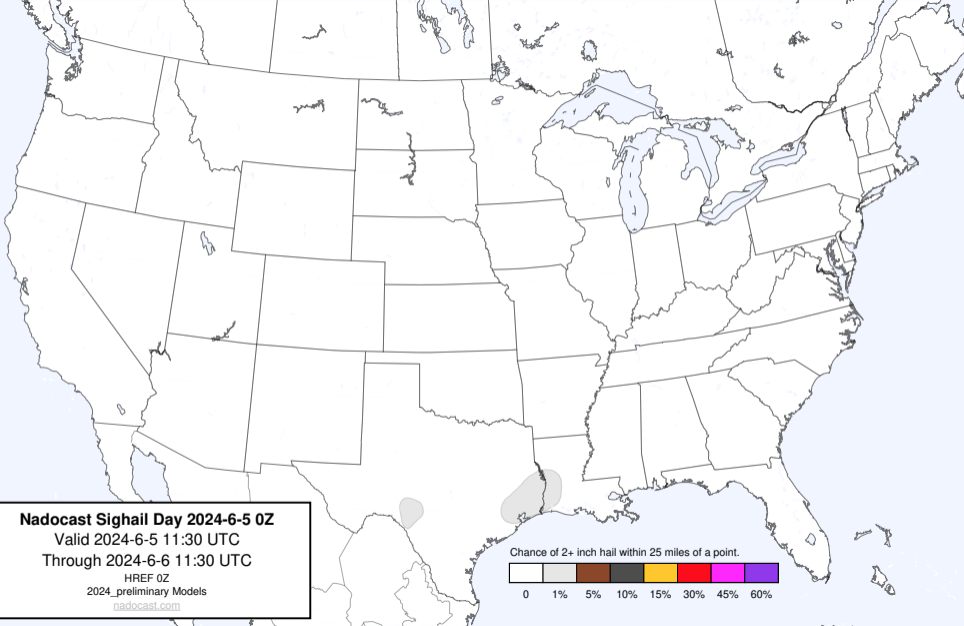 Nadocast Sighail Day 2024-6-5 0Z
Valid 2024-6-5 11:30 UTC
Through 2024-6-6 11:30 UTC
HREF 0Z
2024_preliminary Models
nadocast.com
Chance of 2+ inch hail within 25 miles of a point.
0 1% 5% 10% 15% 30% 45% 60%